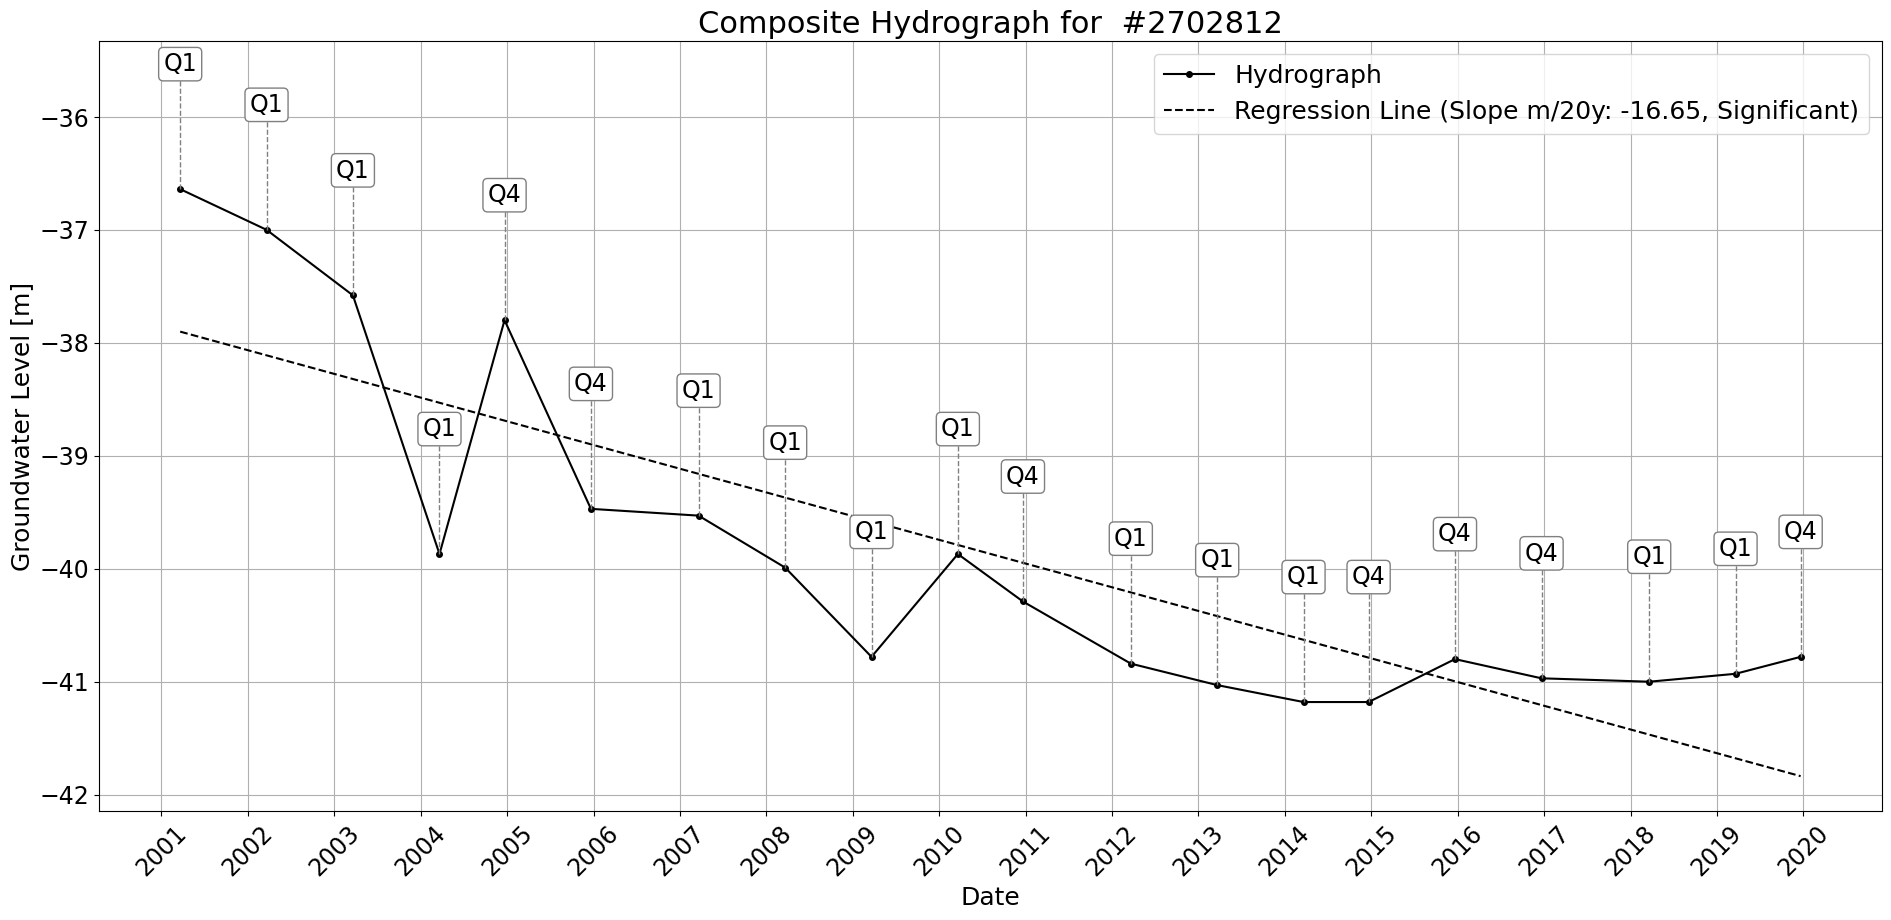 Composite Hydrograph for  #2702812
Hydrograph
Regression Line (Slope m/20y: -16.65, Significant)
Q1
Q1
Q1
Q1
Q4
Q4
Q1
Q1
Q1
Q1
Q4
Q1
Q1
Q1
Q4
Q4
Q4
Q1
Q1
Q4
Groundwater Level [m]
−36
−37
−38
−39
−40
−41
−42
2001
2002
2003
2004
2005
2006
2007
2008
2009
2010
2011
2012
2013
2014
2015
2016
2017
2018
2019
2020
Date